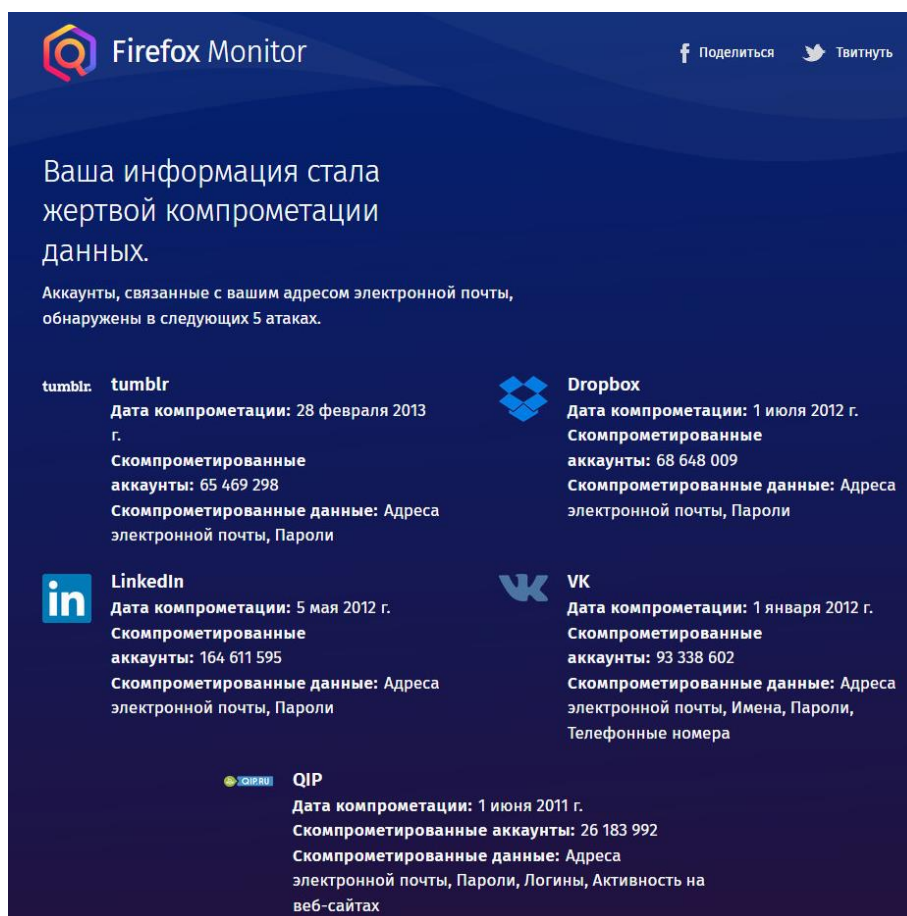 Firefox Monitor
Поделиться
Твитнуть
Ваша информация стала
жертвой компрометации
данных.
Аккаунты, связанные с вашим адресом электронной почты,
обнаружены в следующих 5 атаках.
tumblr.
tumblr
Дата компрометации: 28 февраля 2013
г.
Скомпрометированные
аккаунты: 65 469 298
Скомпрометированные данные: Адреса
электронной почты, Пароли
Dropbox
Дата компрометации: 1 июля 2012 г.
Скомпрометированные
аккаунты: 68 648 009
Скомпрометированные данные: Адреса
электронной почты, Пароли
in
LinkedIn
Дата компрометации: 5 мая 2012 г.
Скомпрометированные
аккаунты: 164 611 595
Скомпрометированные данные: Адреса
электронной почты, Пароли
VK
Дата компрометации: 1 января 2012 г.
Скомпрометированные
аккаунты: 93 338 602
Скомпрометированные данные: Адреса
электронной почты, Имена, Пароли,
Телефонные номера
QIP.RU
QIP
Дата компрометации: 1 июня 2011 г.
Скомпрометированные аккаунты: 26 183 992
Скомпрометированные данные: Адреса
электронной почты, Пароли, Логины, Активность на
веб-сайтах